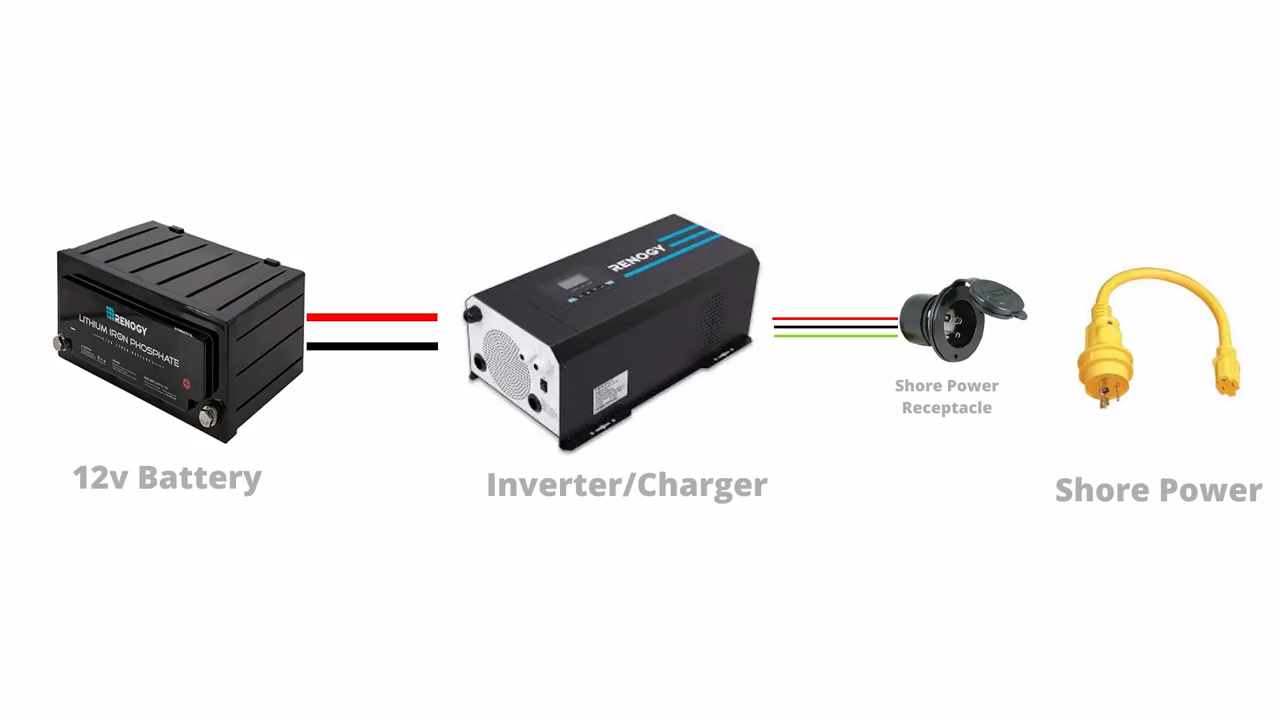 RENOGY
LITHIUM IRON PHOSPHATE
12v Battery
RENOGY
Inverter/Charger
Shore Power
Receptacle
Shore Power